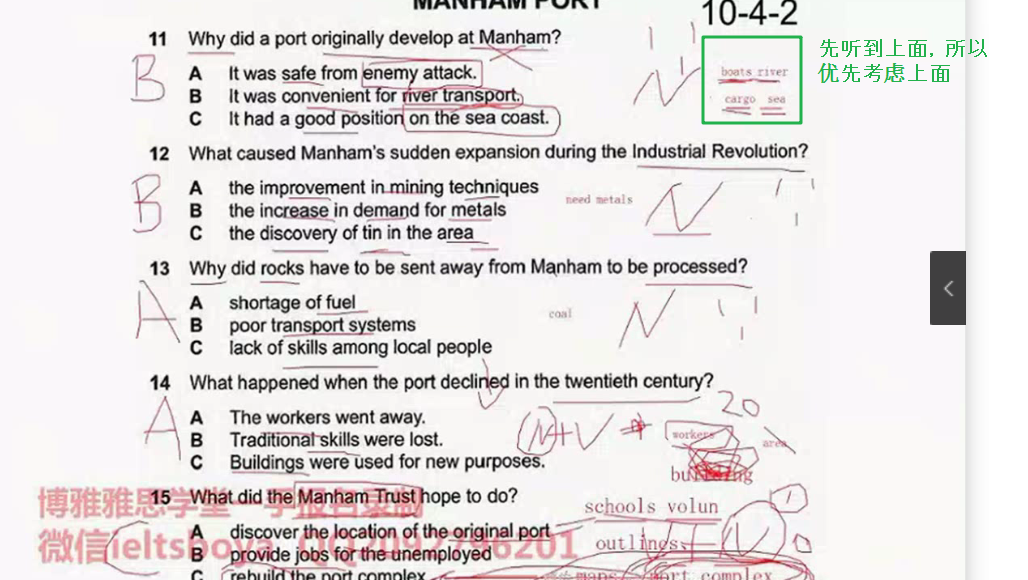 MANHAM PORT
10-4-2
先听到上面, 所以
优先考虑上面
11 Why did a port originally develop at Manham?
B
A It was safe from enemy attack.
B It was convenient for river transport.
C It had a good position on the sea coast.
N
boats river
cargo sea
12 What caused Manham's sudden expansion during the Industrial Revolution?
B
A the improvement in mining techniques
B the increase in demand for metals
C the discovery of tin in the area
need metals
N
13 Why did rocks have to be sent away from Manham to be processed?
A
A shortage of fuel
B poor transport systems
C lack of skills among local people
coal
N
14 What happened when the port declined in the twentieth century?
A
A The workers went away.
B Traditional skills were lost.
C Buildings were used for new purposes.
20
N+V
workers
area
building
15 What did the Manham Trust hope to do?
A discover the location of the original port
B provide jobs for the unemployed
C rebuild the port complex
schools volun
outlines
N
maps port complex
博雅雅思学堂一手报名录制